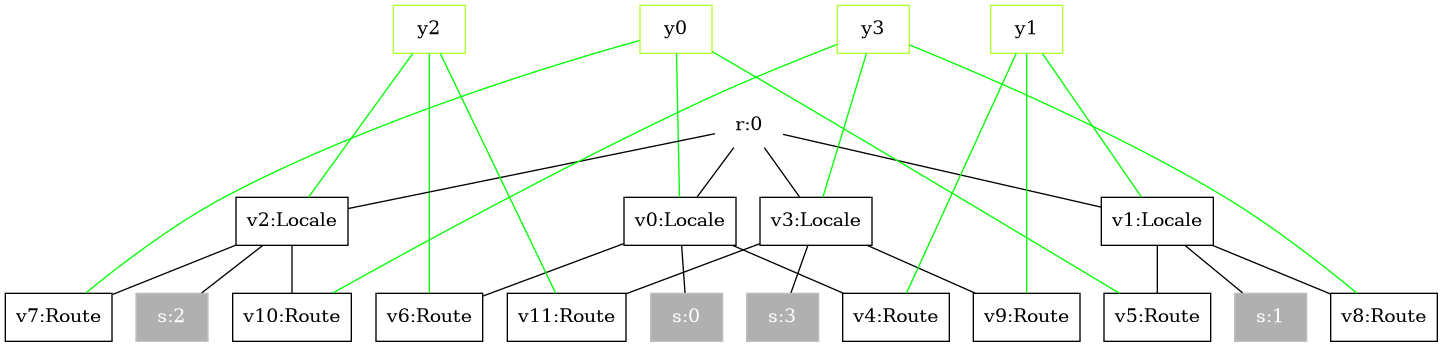 y2
y0
y3
y1
r:0
v2:Locale
v0:Locale
v3:Locale
v1:Locale
v7:Route
s:2
v10:Route
v6:Route
v11:Route
s:0
s:3
v4:Route
v9:Route
v5:Route
s:1
v8:Route